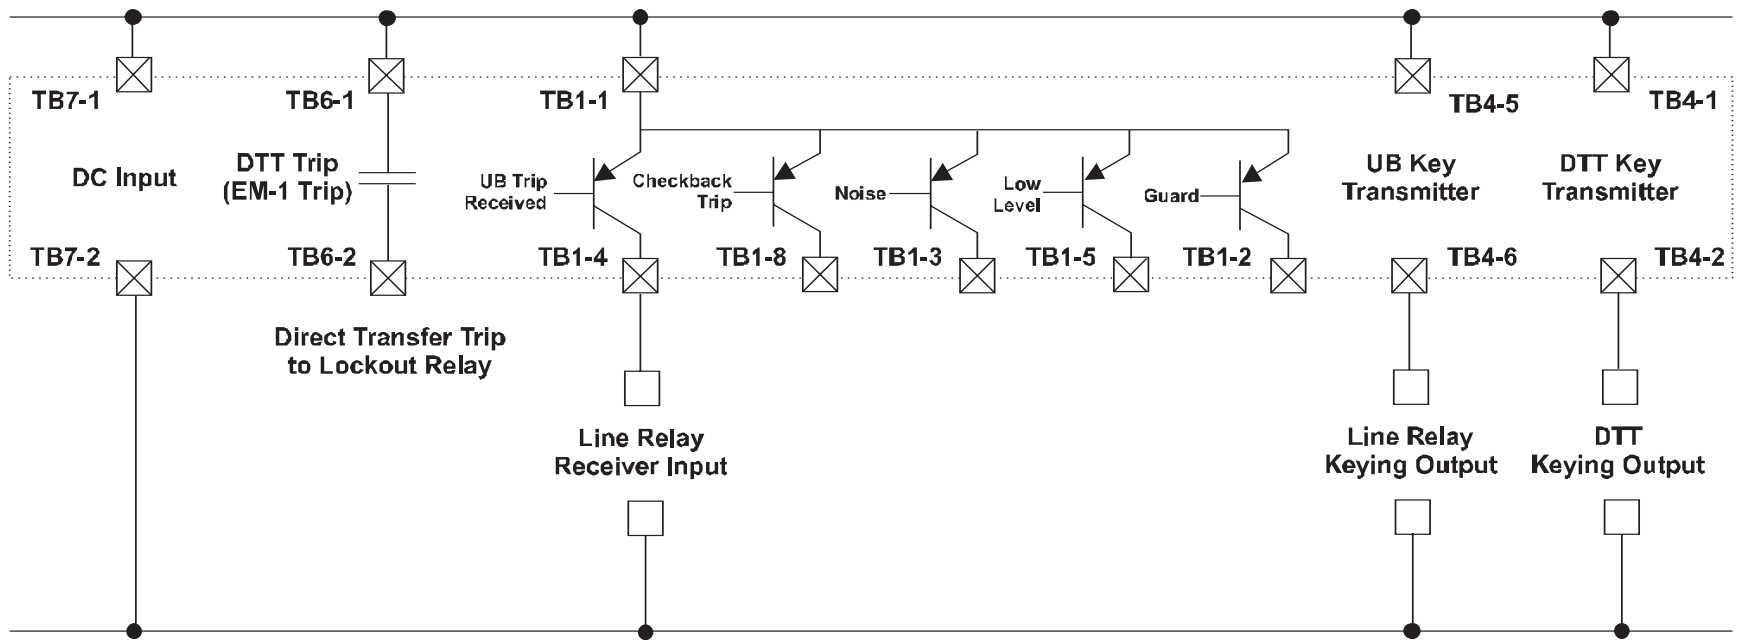 TB7-1
TB6-1
TB1-1
TB4-5
TB4-1
DC Input
DTT Trip
(EM-1 Trip)
UB Trip
Received
Checkback
Trip
Noise
Low
Level
Guard
UB Key
Transmitter
DTT Key
Transmitter
TB7-2
TB6-2
TB1-4
TB1-8
TB1-3
TB1-5
TB1-2
TB4-6
TB4-2
Direct Transfer Trip
to Lockout Relay
Line Relay
Receiver Input
Line Relay
Keying Output
DTT
Keying Output